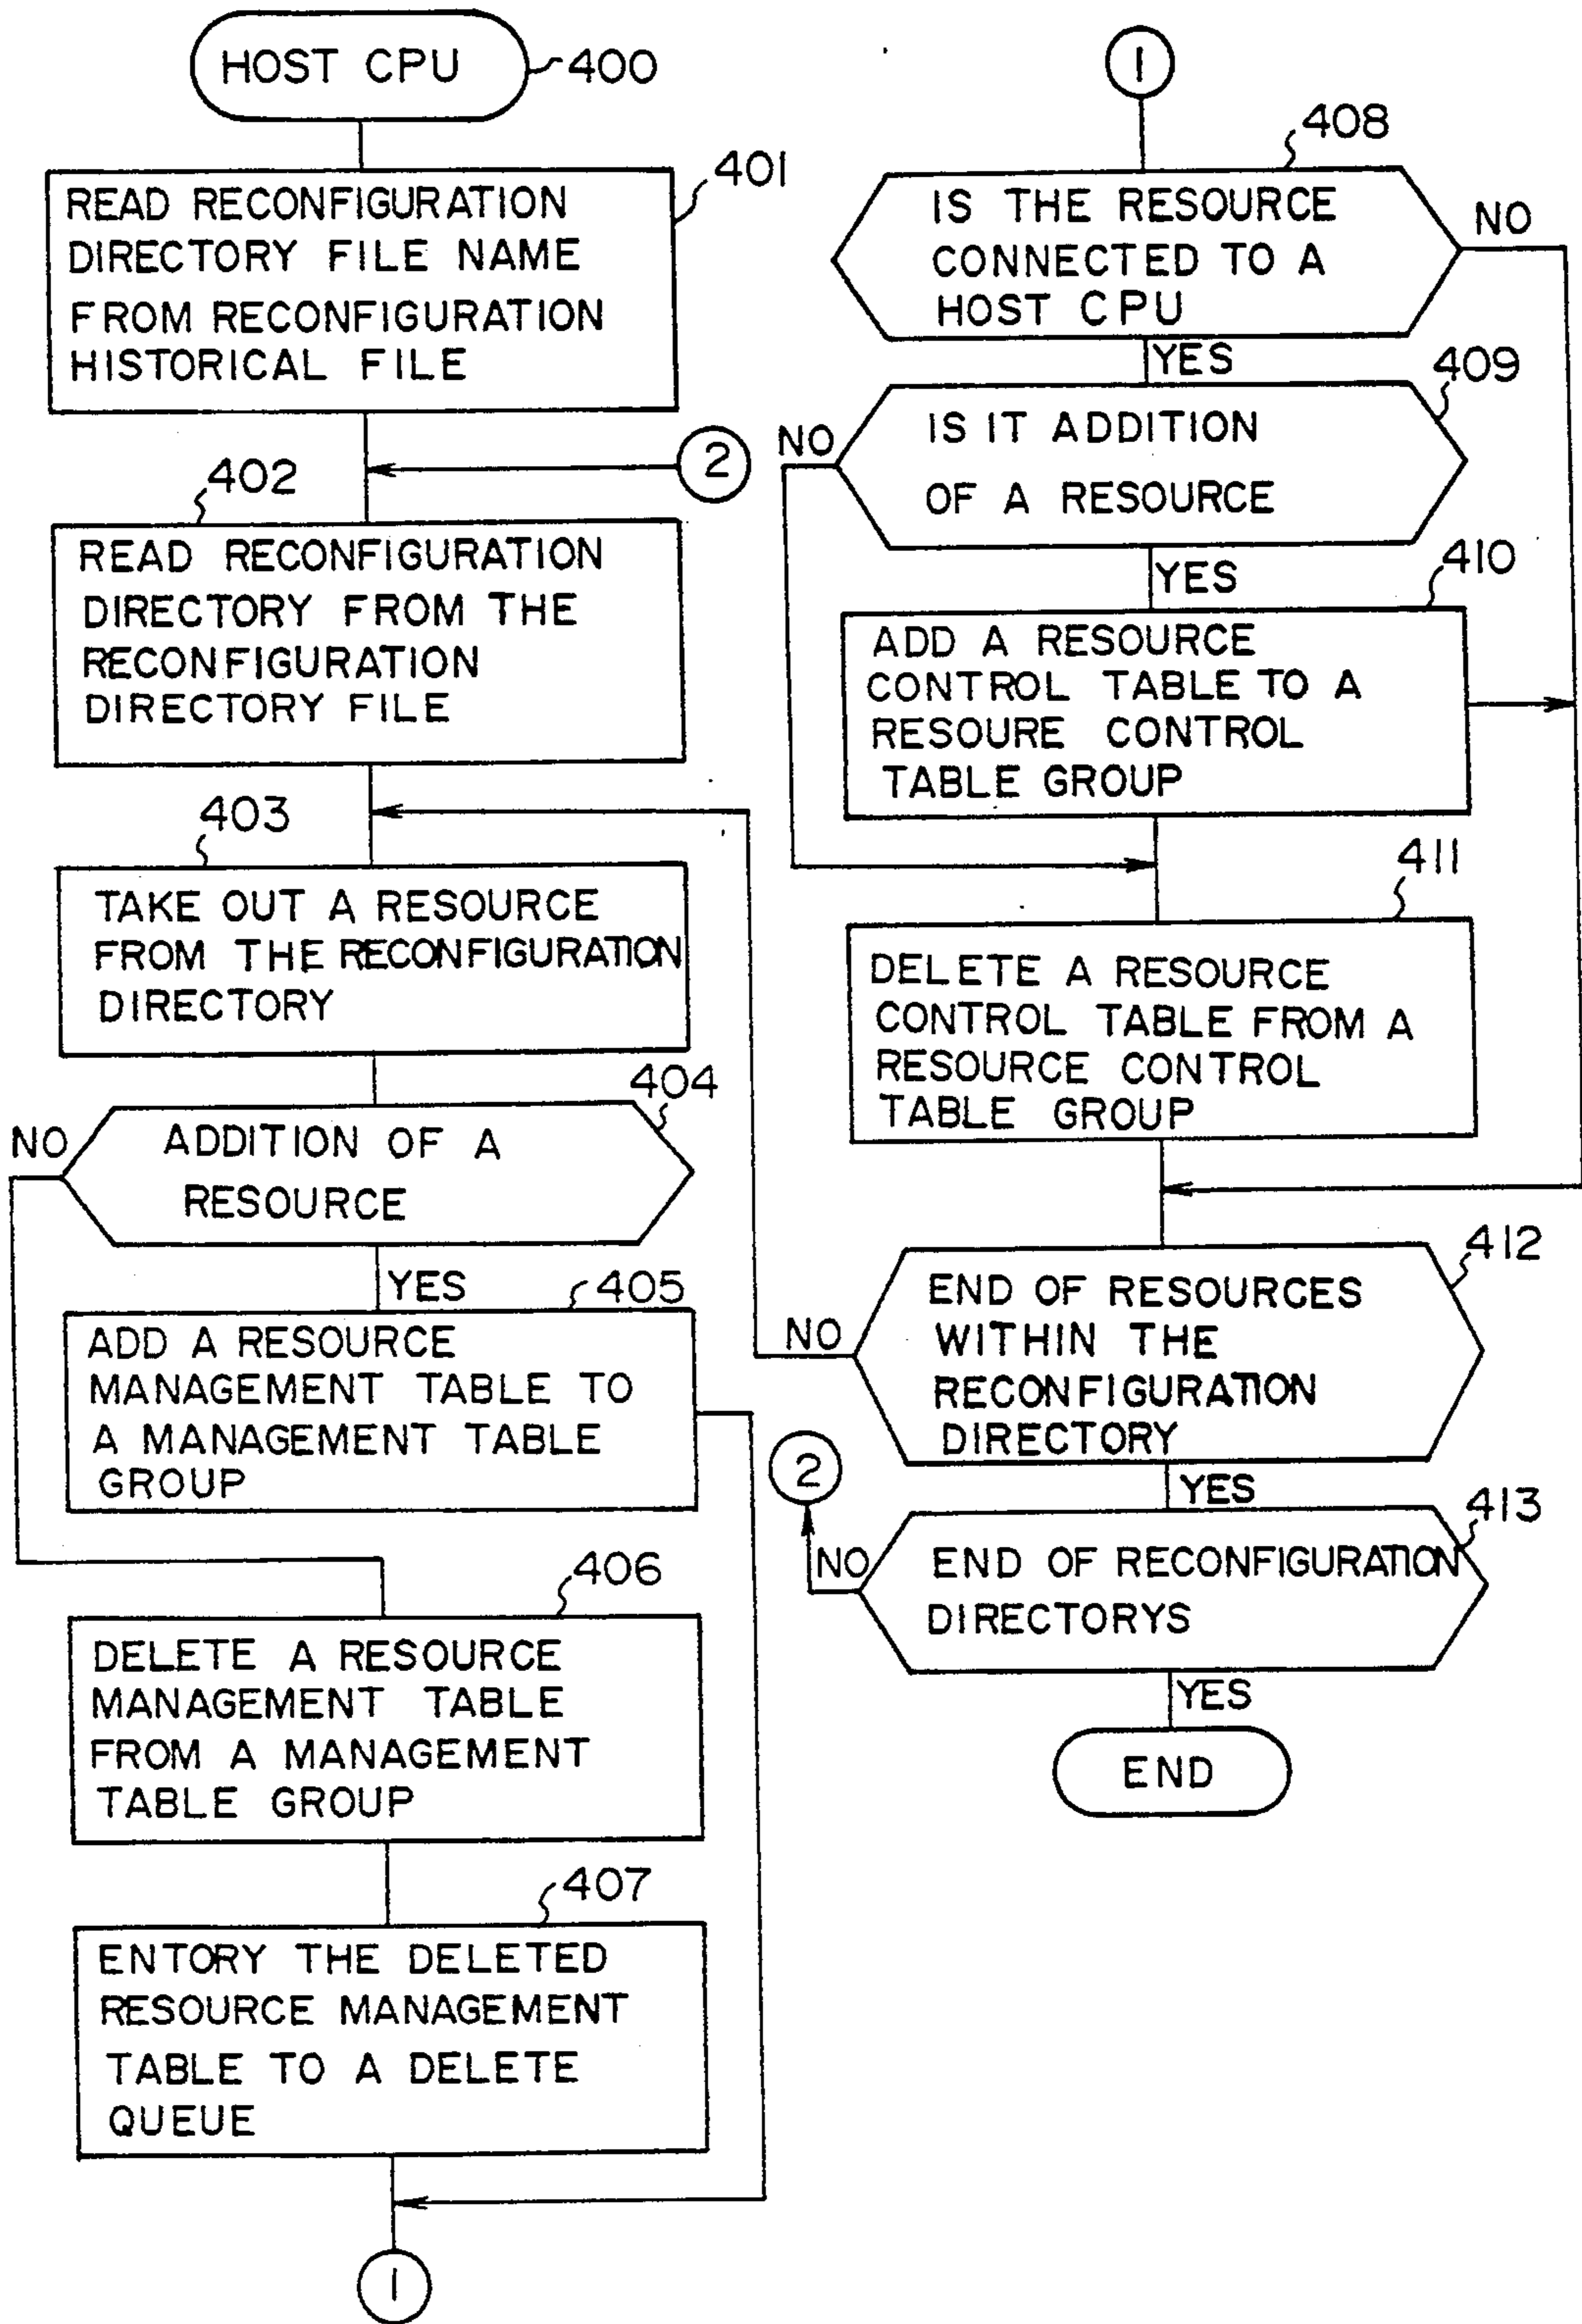 HOST CPU
400
READ RECONFIGURATION
DIRECTORY FILE NAME
FROM RECONFIGURATION
HISTORICAL FILE
401
2
402
READ RECONFIGURATION
DIRECTORY FROM THE
RECONFIGURATION
DIRECTORY FILE
403
TAKE OUT A RESOURCE
FROM THE RECONFIGURATION
DIRECTORY
404
NO
ADDITION OF A
RESOURCE
YES
405
ADD A RESOURCE
MANAGEMENT TABLE TO
A MANAGEMENT TABLE
GROUP
406
DELETE A RESOURCE
MANAGEMENT TABLE
FROM A MANAGEMENT
TABLE GROUP
407
ENTORY THE DELETED
RESOURCE MANAGEMENT
TABLE TO A DELETE
QUEUE
1
1
408
IS THE RESOURCE
CONNECTED TO A
HOST CPU
NO
YES
409
NO
IS IT ADDITION
OF A RESOURCE
YES
410
ADD A RESOURCE
CONTROL TABLE TO A
RESOURE CONTROL
TABLE GROUP
411
DELETE A RESOURCE
CONTROL TABLE FROM A
RESOURCE CONTROL
TABLE GROUP
412
NO
END OF RESOURCES
WITHIN THE
RECONFIGURATION
DIRECTORY
YES
2
413
NO
END OF RECONFIGURATION
DIRECTORYS
YES
END